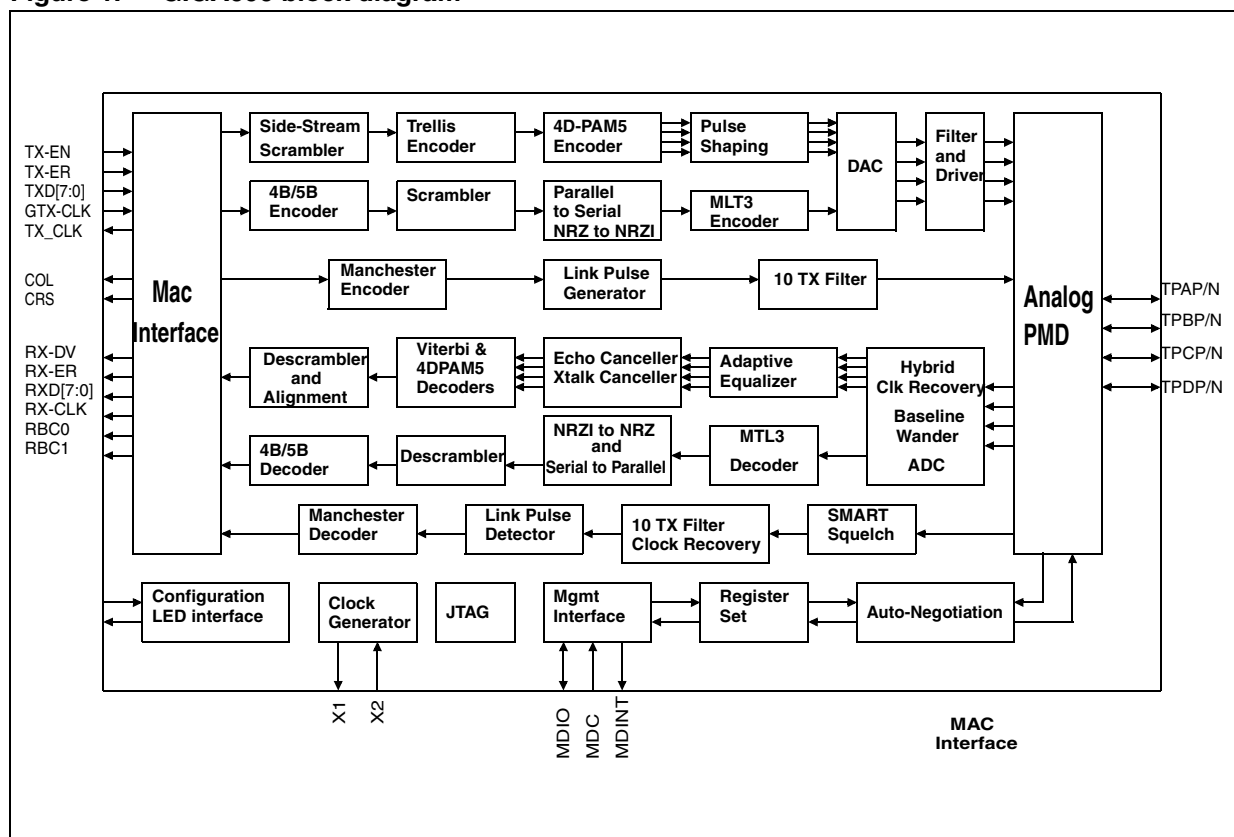 TX-EN
TX-ER
TXD[7:0]
GTX-CLK
TX_CLK
COL
CRS
RX-DV
RX-ER
RXD[7:0]
RX-CLK
RBC0
RBC1
Mac
Interface
Side-Stream
Scrambler
Trellis
Encoder
4D-PAM5
Encoder
Pulse
Shaping
DAC
Filter
and
Driver
4B/5B
Encoder
Scrambler
Parallel
to Serial
NRZ to NRZI
MLT3
Encoder
Manchester
Encoder
Link Pulse
Generator
10 TX Filter
Analog
PMD
TPAP/N
TPBP/N
TPCP/N
TPDP/N
Descrambler
and
Alignment
Viterbi &
4DPAM5
Decoders
Echo Canceller
Xtalk Canceller
Adaptive
Equalizer
Hybrid
Clk Recovery
Baseline
Wander
ADC
4B/5B
Decoder
Descrambler
NRZI to NRZ
and
Serial to Parallel
MTL3
Decoder
Manchester
Decoder
Link Pulse
Detector
10 TX Filter
Clock Recovery
SMART
Squelch
Configuration
LED interface
Clock
Generator
JTAG
Mgmt
Interface
Register
Set
Auto-Negotiation
X1
X2
MDIO
MDC
MDINT
MAC
Interface